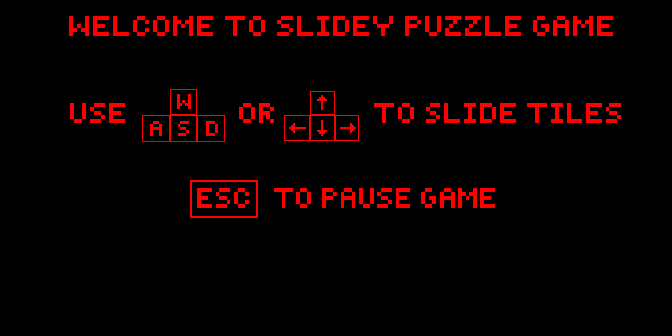 WELCOME TO SLIDEY PUZZLE GAME
USE W A S D OR ↑ ← ↓ → TO SLIDE TILES
ESC TO PAUSE GAME